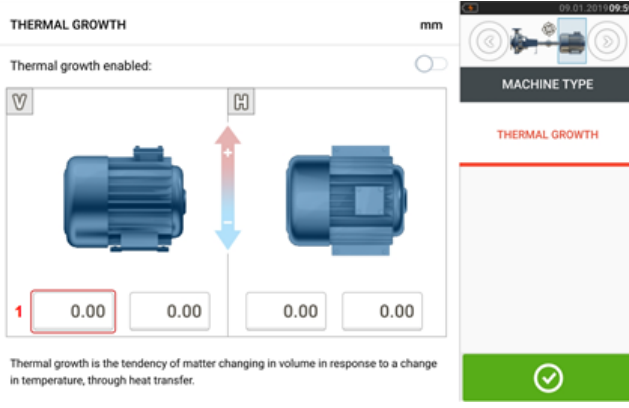 THERMAL GROWTH mm
09.01.2019 09:59
Thermal growth enabled:
MACHINE TYPE
V H
THERMAL GROWTH
+
-
1 0.00 0.00 0.00 0.00
Thermal growth is the tendency of matter changing in volume in response to a change
in temperature, through heat transfer.